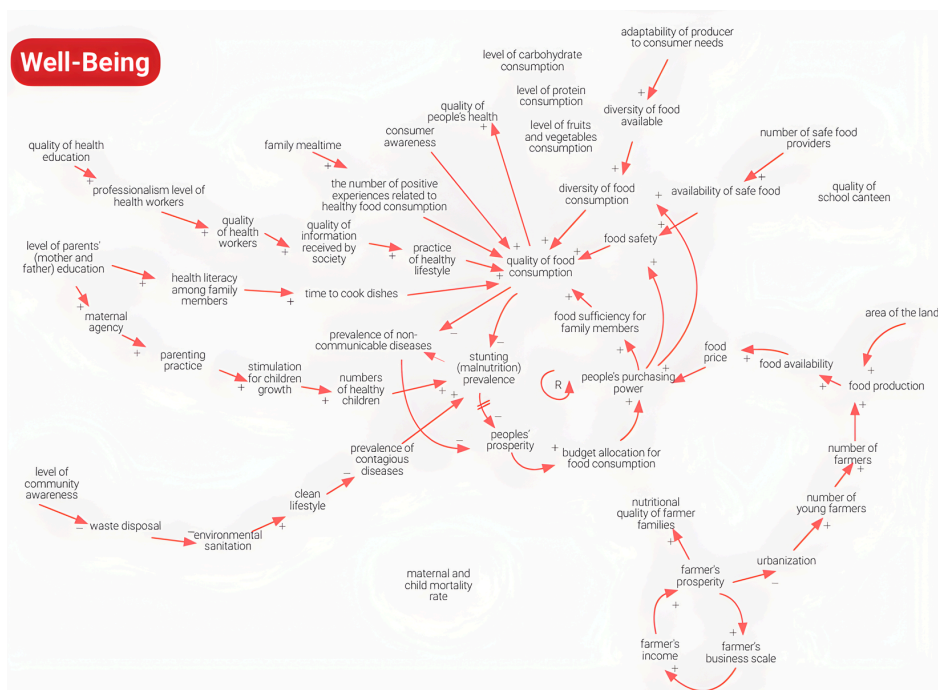 Well-Being
adaptability of producer
to consumer needs
level of carbohydrate
consumption
level of protein
consumption
diversity of food
available
quality of
people's health
+
consumer
awareness
level of fruits
and vegetables
consumption
number of safe food
providers
quality of health
education
family mealtime
professionalism level of
health workers
the number of positive
experiences related to
healthy food consumption
diversity of food
consumption
availability of safe food
quality of
school canteen
quality
of health
workers
quality of
information
received by
society
practice
of healthy
lifestyle
food safety
quality of food
consumption
level of parents'
(mother and
father) education
health literacy
among family
members
time to cook dishes
maternal
agency
food sufficiency for
family members
area of the land
prevalence of non-
communicable diseases
parenting
practice
stunting
(malnutrition)
prevalence
food
price
food availability
stimulation
for children
growth
numbers
of healthy
children
R
people's purchasing
power
food production
peoples'
prosperity
budget allocation for
food consumption
prevalence of
contagious
diseases
number of
farmers
level of
community
awareness
clean
lifestyle
number of
young farmers
waste disposal
environmental
sanitation
nutritional
quality of farmer
families
urbanization
farmer's
prosperity
maternal and
child mortality
rate
farmer's
income
farmer's
business scale